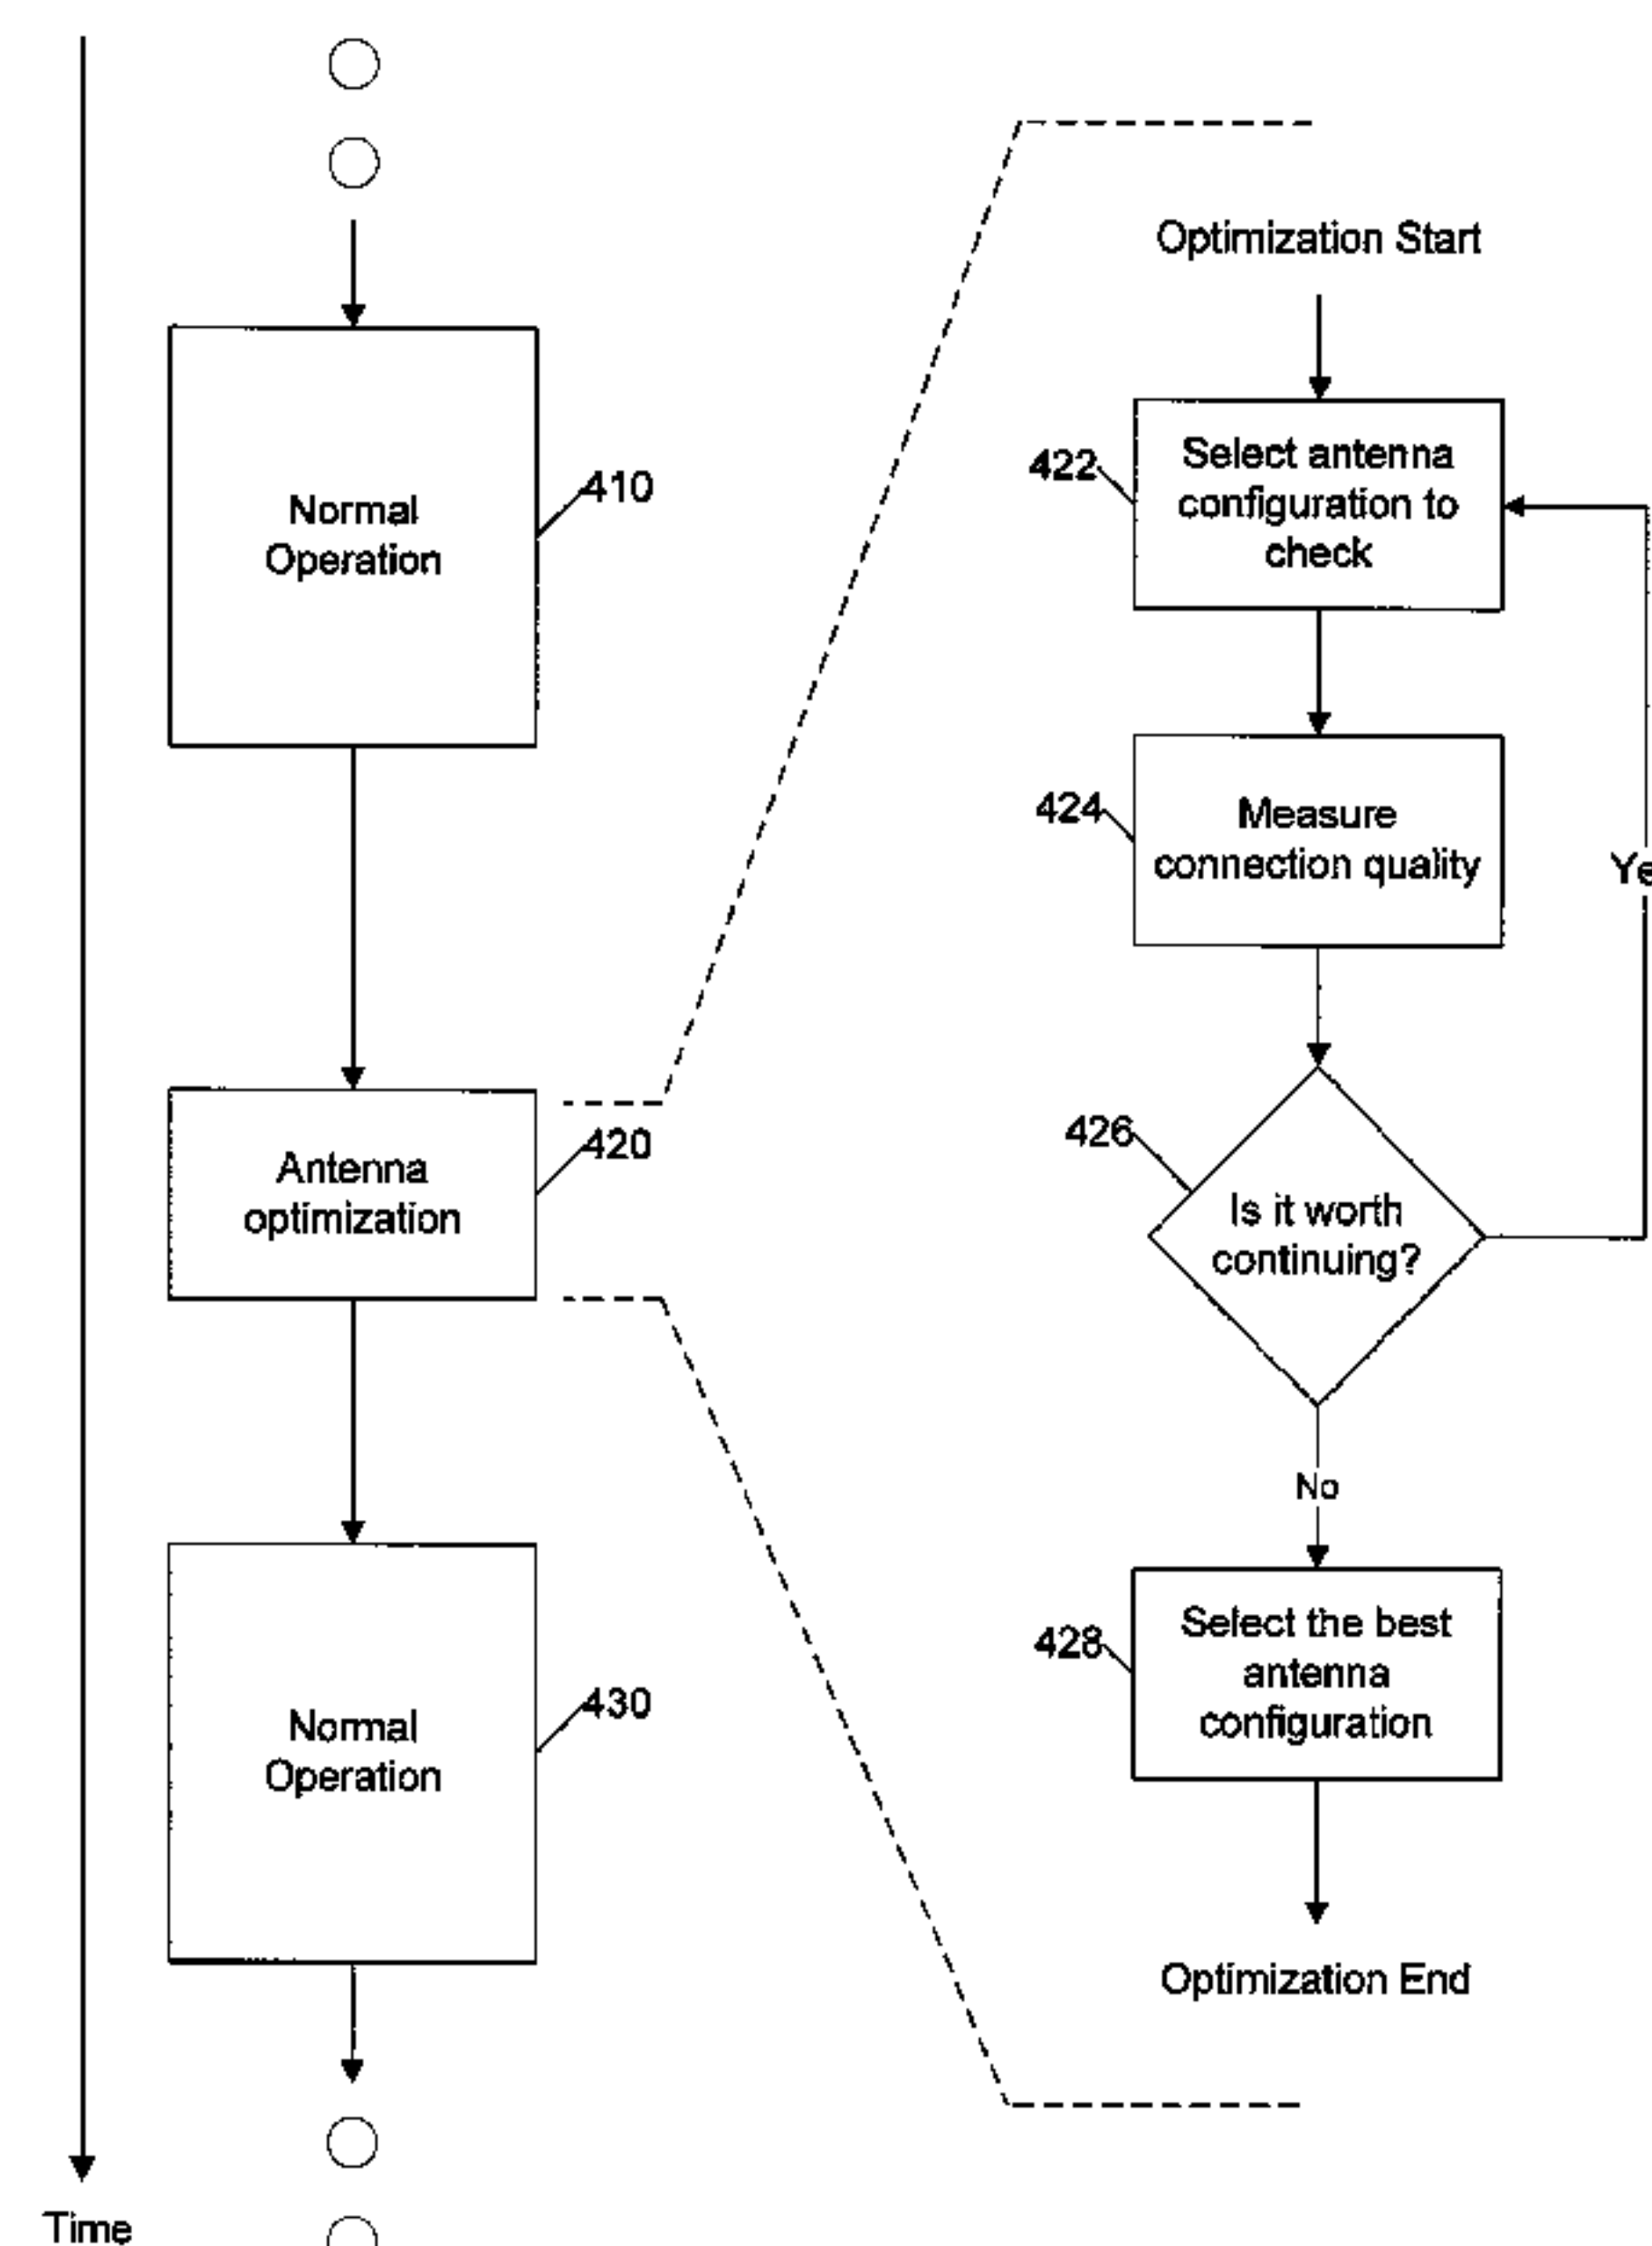 Normal
Operation
410
Antenna
optimization
420
Normal
Operation
430
Time
Optimization Start
422
Select antenna
configuration to
check
424
Measure
connection quality
Ye
426
Is it worth
continuing?
No
428
Select the best
antenna
configuration
Optimization End